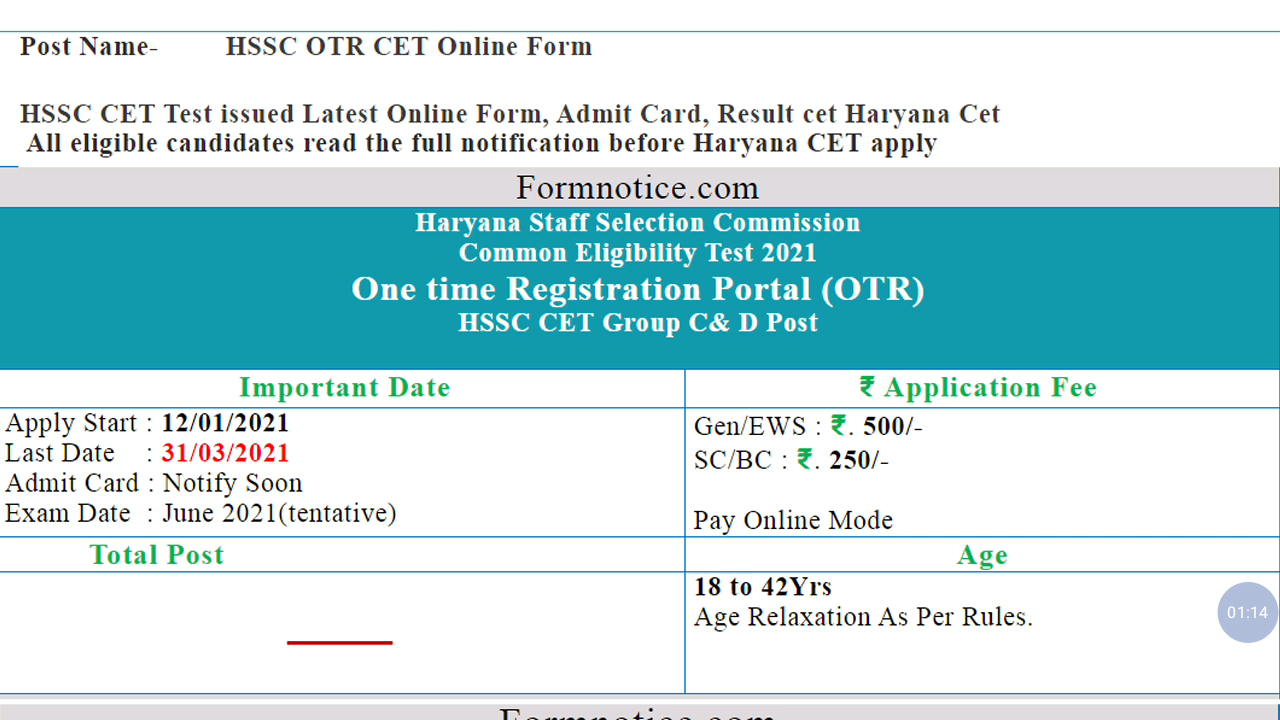 Post Name- HSSC OTR CET Online Form
HSSC CET Test issued Latest Online Form, Admit Card, Result cet Haryana Cet
All eligible candidates read the full notification before Haryana CET apply
Formnotice.com
Haryana Staff Selection Commission
Common Eligibility Test 2021
One time Registration Portal (OTR)
HSSC CET Group C& D Post
Important Date
Apply Start : 12/01/2021
Last Date : 31/03/2021
Admit Card : Notify Soon
Exam Date : June 2021(tentative)
₹ Application Fee
Gen/EWS : ₹. 500/-
SC/BC : ₹. 250/-
Pay Online Mode
Total Post
Age
18 to 42Yrs
Age Relaxation As Per Rules.
01:14
Formnotice.com